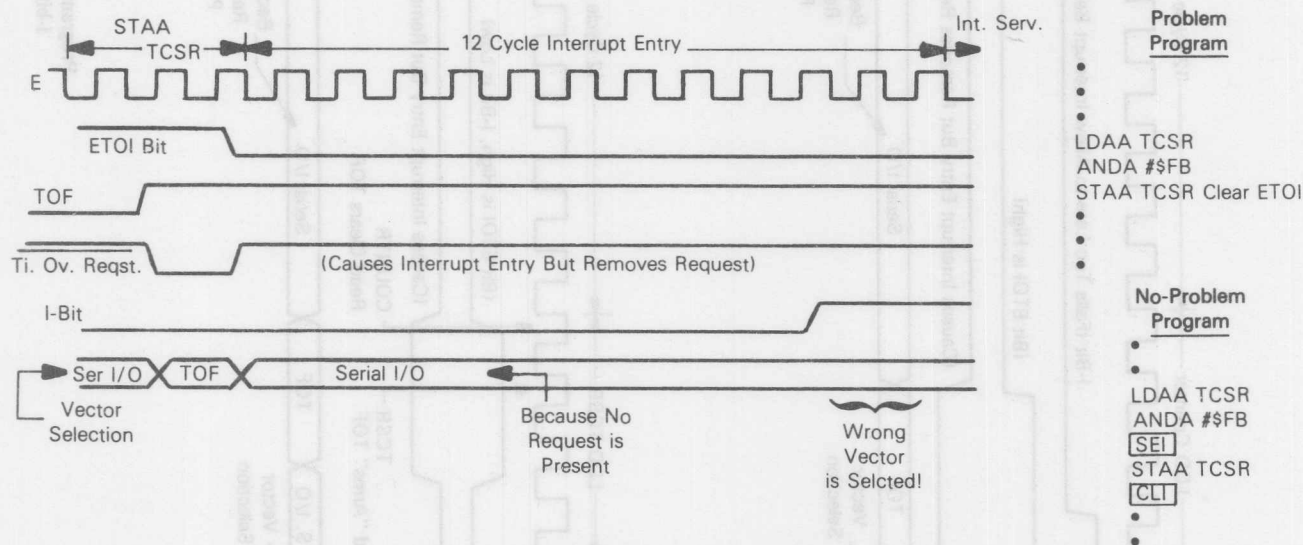 STAA
TCSR
12 Cycle Interrupt Entry
Int. Serv.
E
ETOI Bit
TOF
Ti. Ov. Reqst.
(Causes Interrupt Entry But Removes Request)
I-Bit
Ser I/O
TOF
Serial I/O
Vector
Selection
Because No
Request is
Present
Wrong
Vector
is Selcted!
Problem
Program
LDAA TCSR
ANDA #$FB
STAA TCSR Clear ETOI
No-Problem
Program
LDAA TCSR
ANDA #$FB
SEI
STAA TCSR
CLI